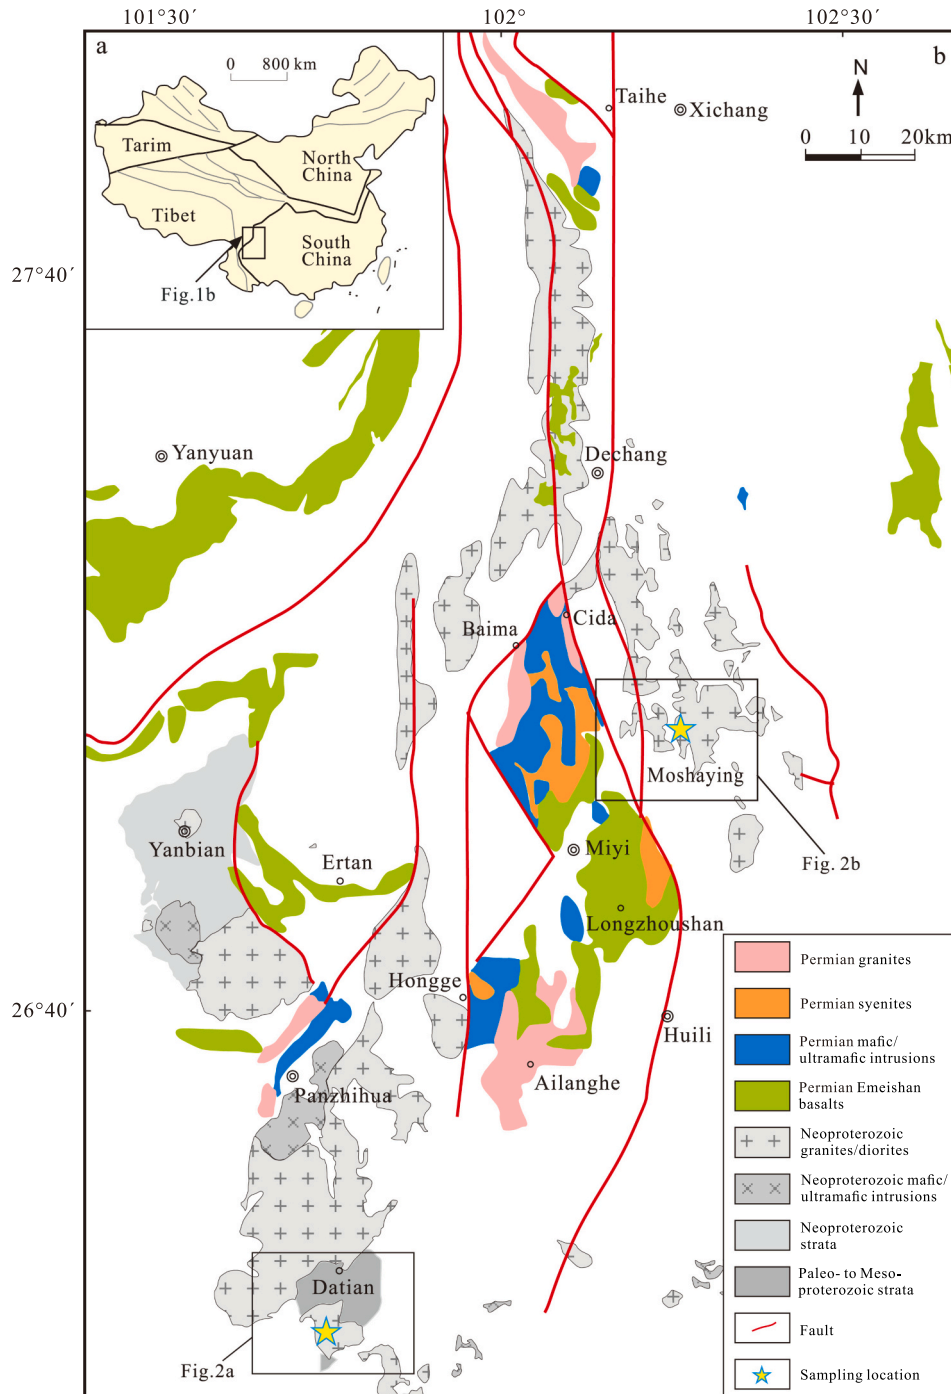 101°30´
102°
102°30´
a
b
0 800 km
N
Taihe
Xichang
0 10 20km
Tarim
North
China
Tibet
South
China
Fig.1b
27°40´
Yanyuan
Dechang
Baima
Cida
Moshaying
Yanbian
Ertan
Miyi
Fig. 2b
Longzhoushan
Hongge
26°40´
Huili
Panzhihua
Ailanghe
Datian
Fig.2a
Permian granites
Permian syenites
Permian mafic/
ultramafic intrusions
Permian Emeishan
basalts
Neoproterozoic
granites/diorites
Neoproterozoic mafic/
ultramafic intrusions
Neoproterozoic
strata
Paleo- to Meso-
proterozoic strata
Fault
Sampling location